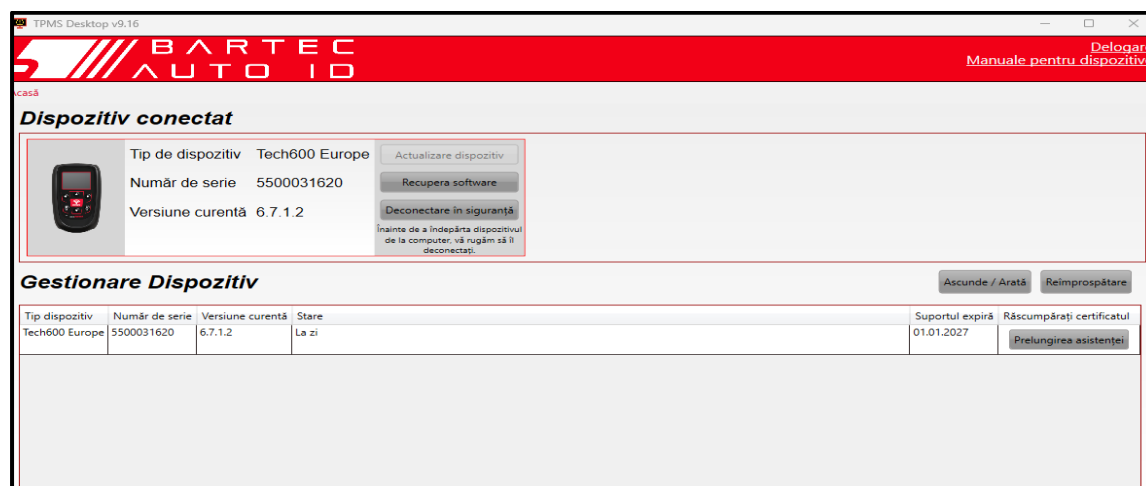 TPMS Desktop v9.16
BARTEC
AUTO ID
Delogare
Manuale pentru dispozitive
Acasă
Dispozitiv conectat
Tip de dispozitiv Tech600 Europe Actualizare dispozitiv
Număr de serie 5500031620 Recupera software
Versiune curentă 6.7.1.2 Deconectare în siguranță
Înainte de a îndepărta dispozitivul
de la computer, vă rugăm să îl
deconectați.
Gestionare Dispozitiv Ascunde / Arată Reîmprospătare
Tip dispozitiv Număr de serie Versiune curentă Stare Suportul expiră Răscumpărați certificatul
Tech600 Europe 5500031620 6.7.1.2 La zi 01.01.2027 Prelungirea asistenței